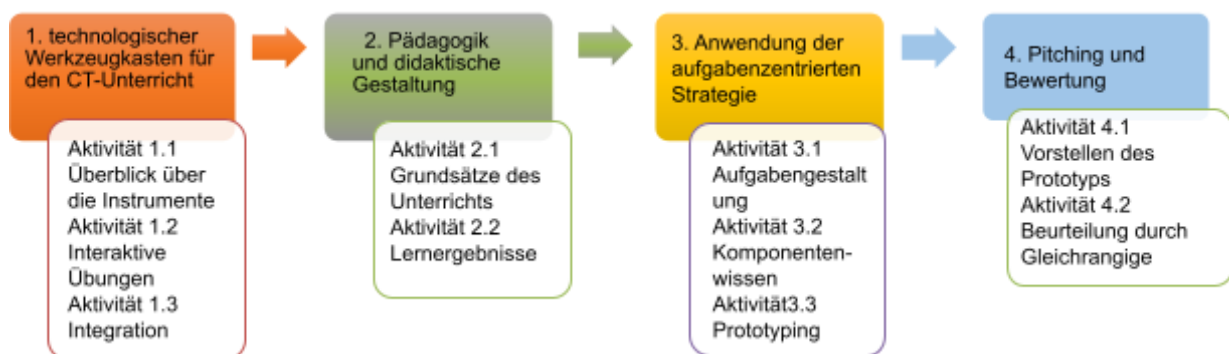 1. technologischer
Werkzeugkasten für
den CT-Unterricht
Aktivität 1.1
Überblick über
die Instrumente
Aktivität 1.2
Interaktive
Übungen
Aktivität 1.3
Integration
2. Pädagogik
und didaktische
Gestaltung
Aktivität 2.1
Grundsätze des
Unterrichts
Aktivität 2.2
Lernergebnisse
3. Anwendung der
aufgabenzentrierten
Strategie
Aktivität 3.1
Aufgabengestalt
ung
Aktivität 3.2
Komponenten-
wissen
Aktivität3.3
Prototyping
4. Pitching und
Bewertung
Aktivität 4.1
Vorstellen des
Prototyps
Aktivität 4.2
Beurteilung durch
Gleichrangige